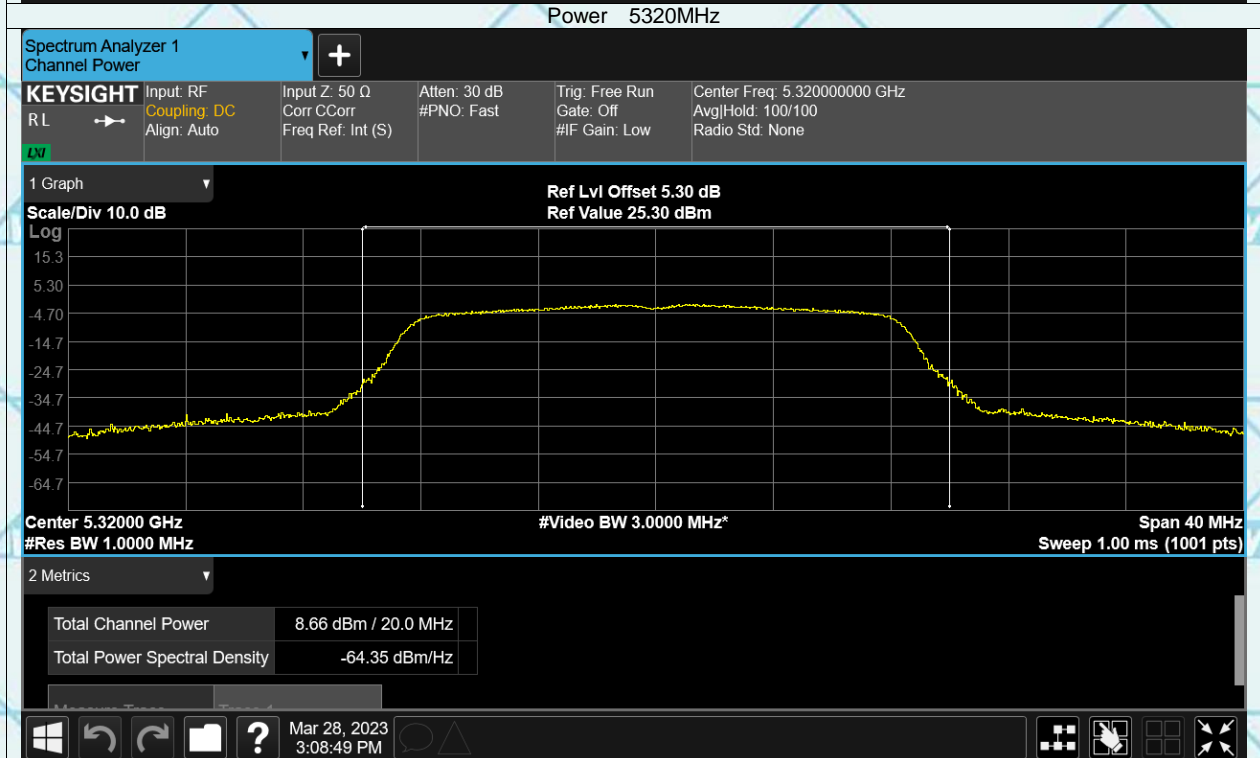 Power 5320MHz
Spectrum Analyzer 1
Channel Power
+
KEYSIGHT
RL
LXI
Input: RF
Coupling: DC
Align: Auto
Input Z: 50 Ω
Corr CCorr
Freq Ref: Int (S)
Atten: 30 dB
#PNO: Fast
Trig: Free Run
Gate: Off
#IF Gain: Low
Center Freq: 5.320000000 GHz
Avg|Hold: 100/100
Radio Std: None
1 Graph
Scale/Div 10.0 dB
Ref Lvl Offset 5.30 dB
Ref Value 25.30 dBm
Log
15.3
5.30
-4.70
-14.7
-24.7
-34.7
-44.7
-54.7
-64.7
Center 5.32000 GHz
#Video BW 3.0000 MHz*
Span 40 MHz
#Res BW 1.0000 MHz
Sweep 1.00 ms (1001 pts)
2 Metrics
Total Channel Power 8.66 dBm / 20.0 MHz
Total Power Spectral Density -64.35 dBm/Hz
?
Mar 28, 2023
3:08:49 PM